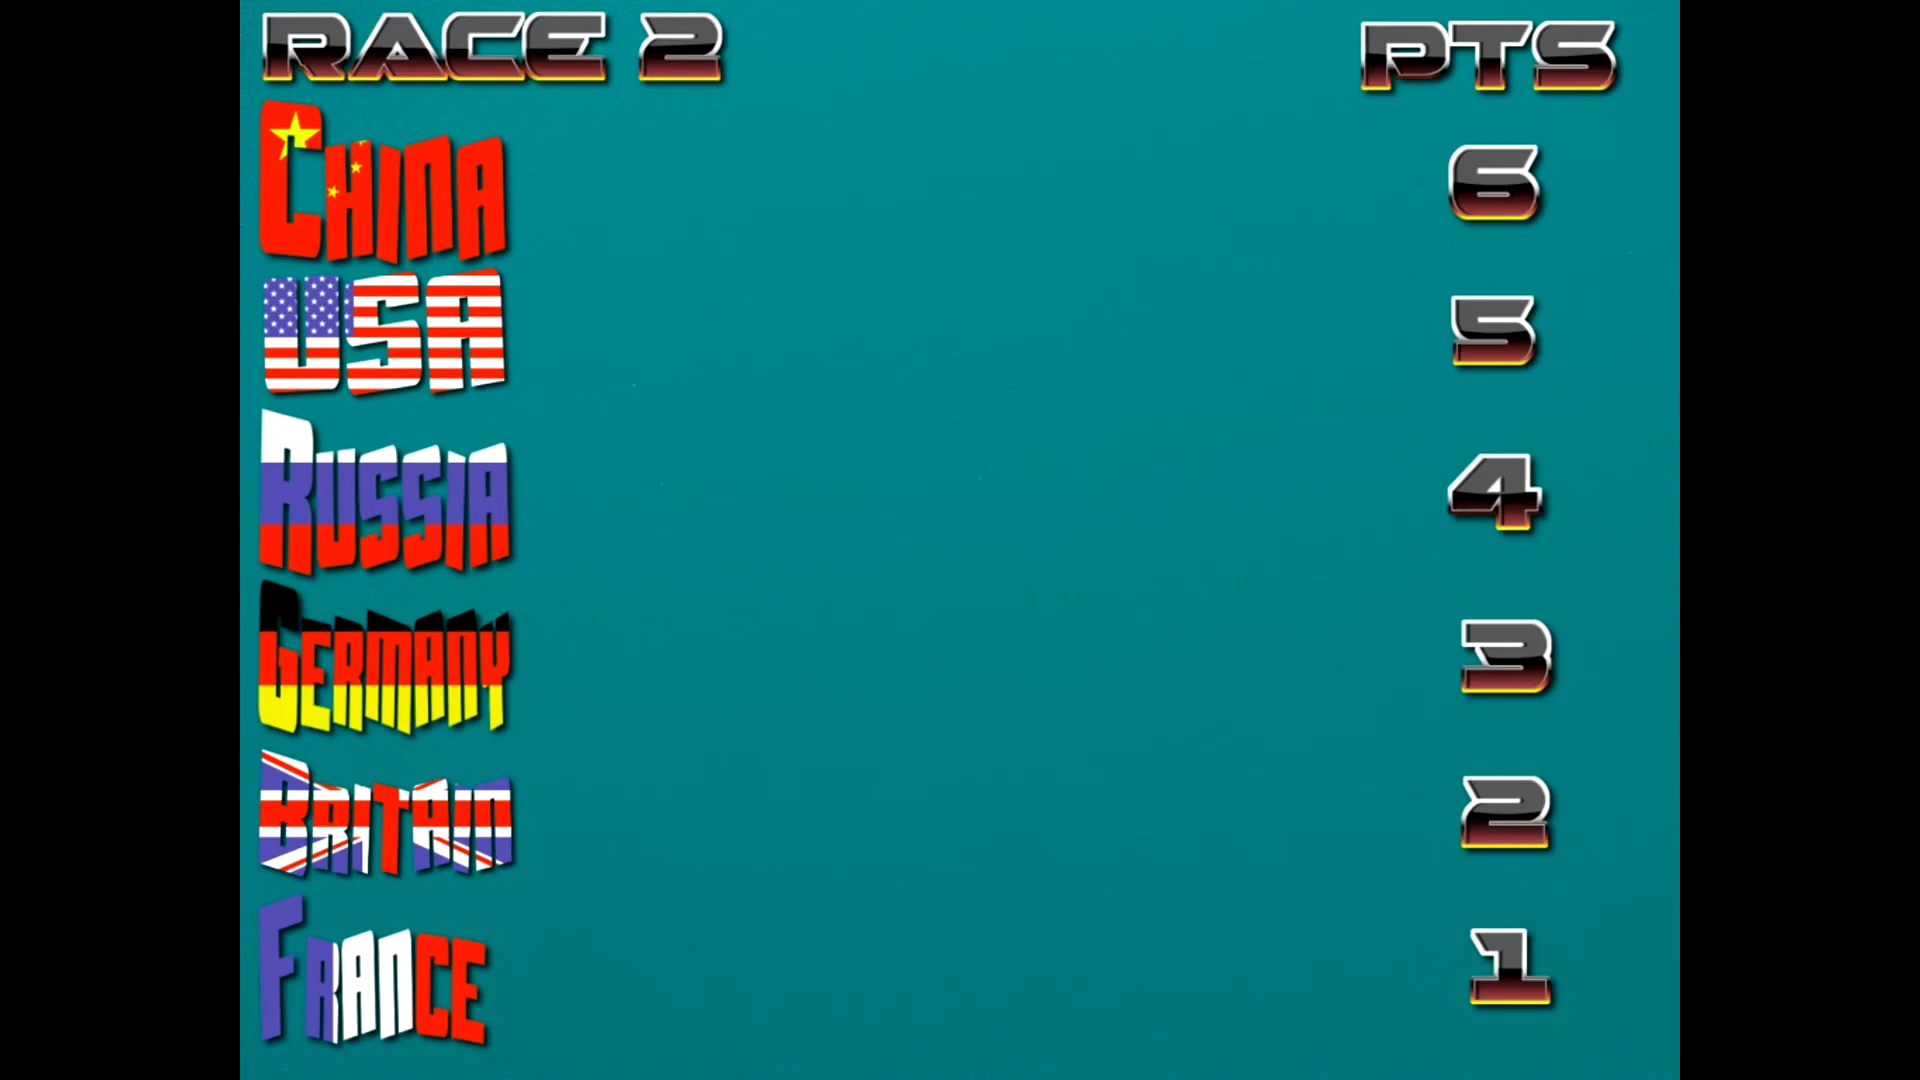 RACE 2 PTS
CHINA 6
USA 5
RUSSIA 4
GERMANY 3
BRITAIN 2
FRANCE 1